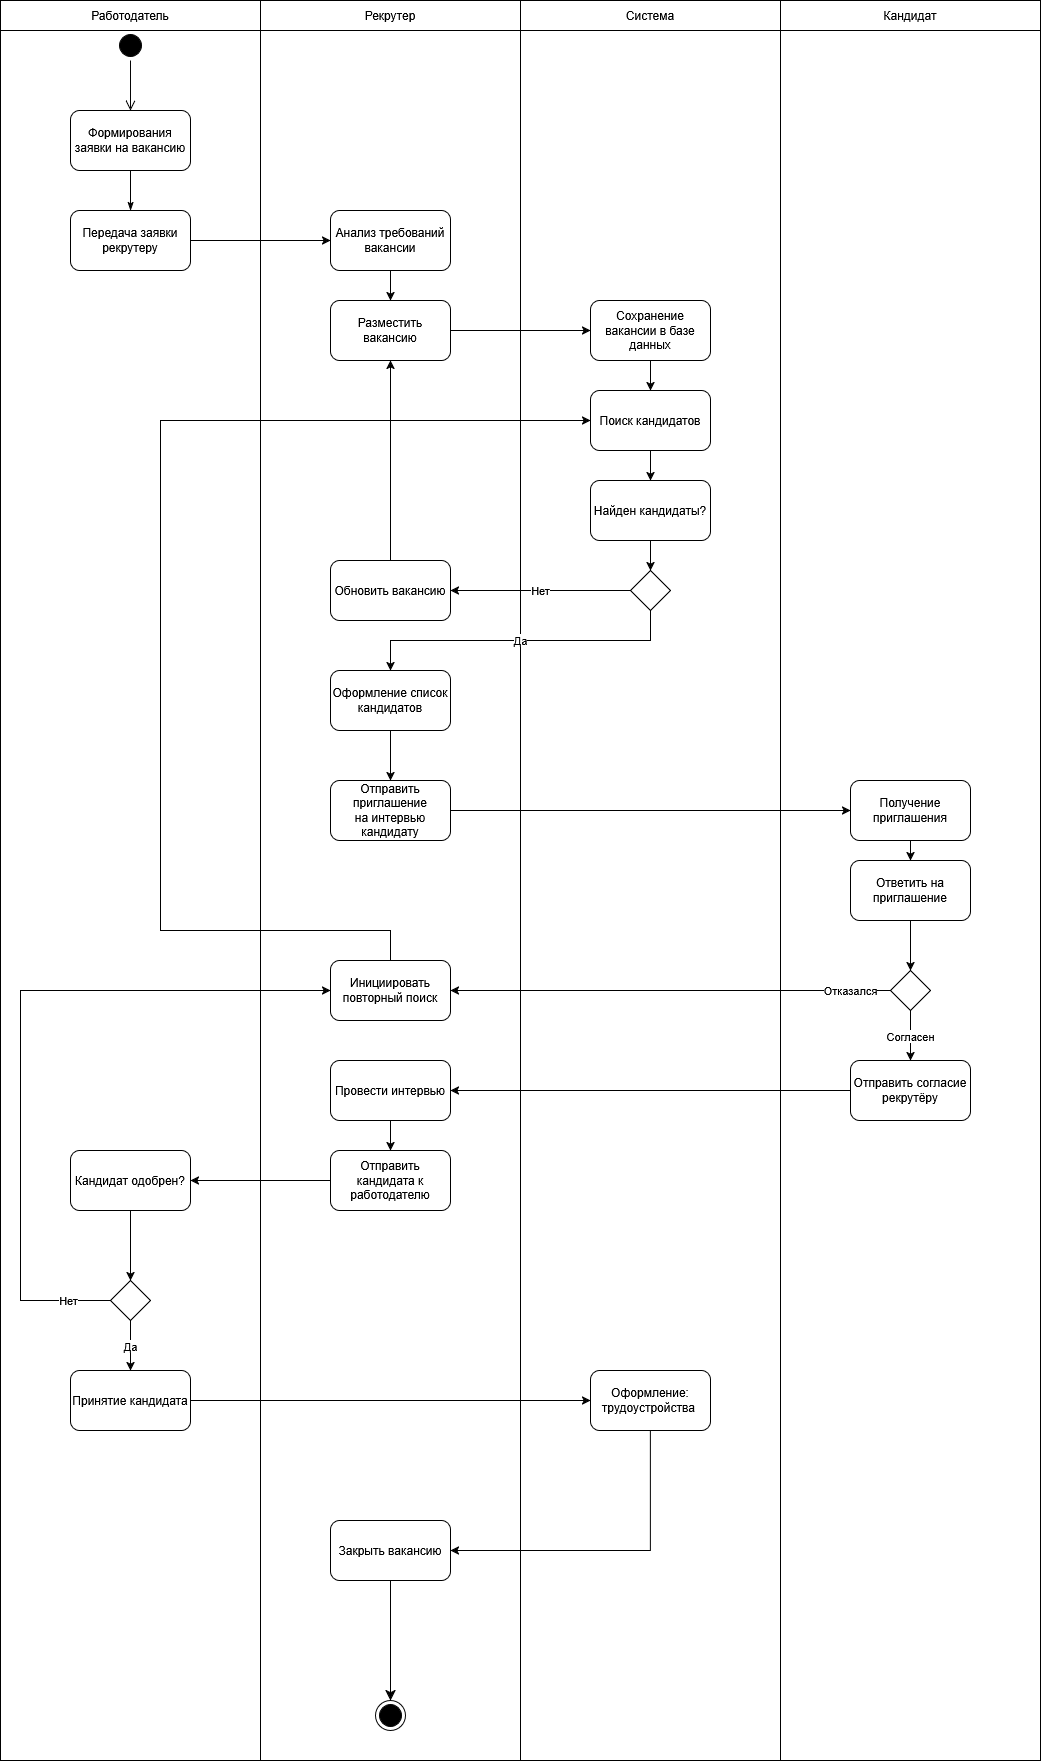 Работодатель
Рекрутер
Система
Кандидат
Формирования
заявки на вакансию
Передача заявки
рекрутеру
Анализ требований
вакансии
Разместить
вакансию
Сохранение
вакансии в базе
данных
Поиск кандидатов
Найден кандидаты?
Обновить вакансию
Нет
Да
Оформление список
кандидатов
Отправить
приглашение
на интервью
кандидату
Получение
приглашения
Ответить на
приглашение
Инициировать
повторный поиск
Отказался
Согласен
Провести интервью
Отправить согласие
рекрутёру
Кандидат одобрен?
Отправить
кандидата к
работодателю
Нет
Да
Принятие кандидата
Оформление:
трудоустройства
Закрыть вакансию